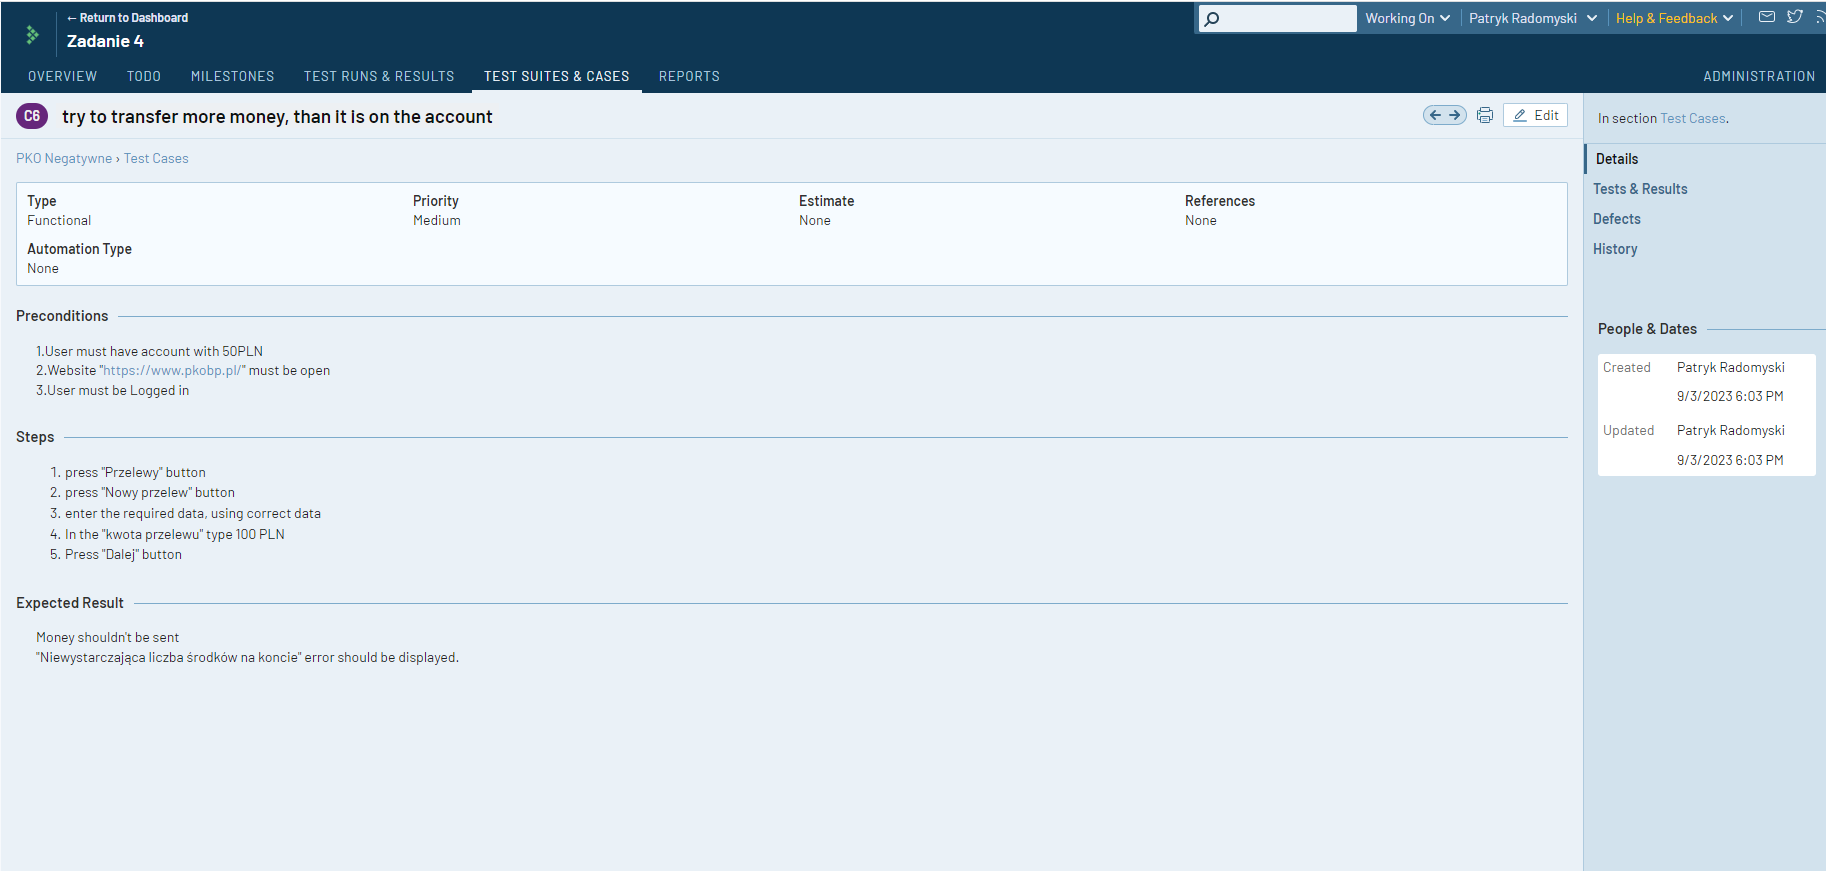 ← Return to Dashboard
Zadanie 4
Working On
Patryk Radomyski
Help & Feedback
OVERVIEW
TODO
MILESTONES
TEST RUNS & RESULTS
TEST SUITES & CASES
REPORTS
ADMINISTRATION
C6
try to transfer more money, than it is on the account
Edit
In section Test Cases.
PKO Negatywne › Test Cases
Details
Tests & Results
Defects
History
Type
Functional
Priority
Medium
Estimate
None
References
None
Automation Type
None
Preconditions
1.User must have account with 50PLN
2.Website "https://www.pkobp.pl/" must be open
3.User must be Logged in
Steps
1. press "Przelewy" button
2. press "Nowy przelew" button
3. enter the required data, using correct data
4. In the "kwota przelewu" type 100 PLN
5. Press "Dalej" button
Expected Result
Money shouldn't be sent
"Niewystarczająca liczba środków na koncie" error should be displayed.
People & Dates
Created Patryk Radomyski
9/3/2023 6:03 PM
Updated Patryk Radomyski
9/3/2023 6:03 PM